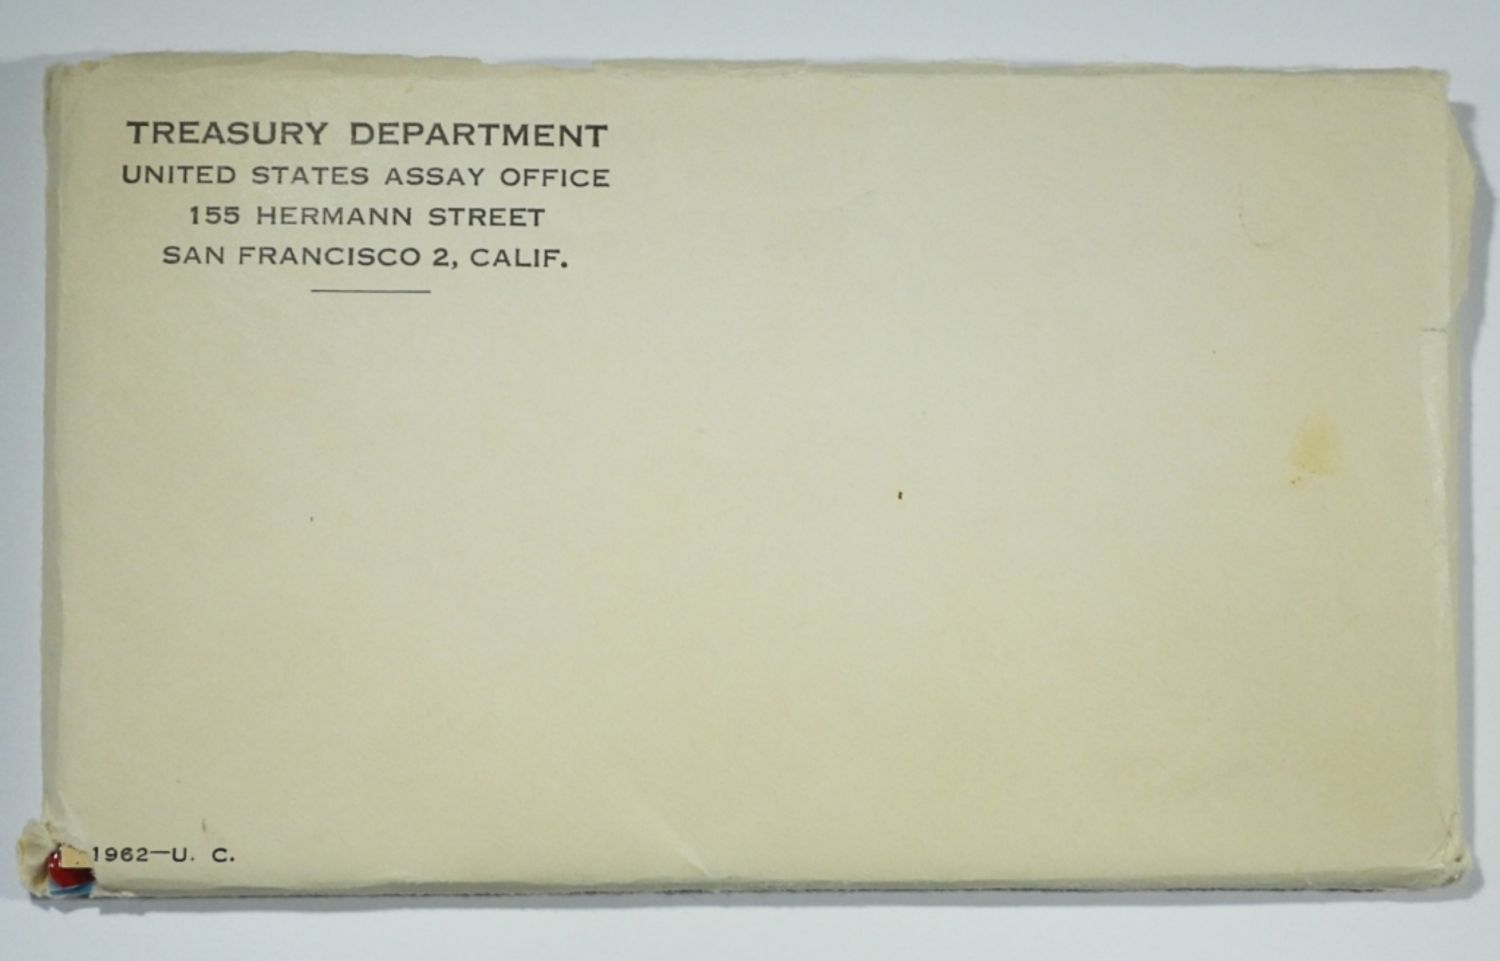 TREASURY DEPARTMENT
UNITED STATES ASSAY OFFICE
155 HERMANN STREET
SAN FRANCISCO 2, CALIF.
1962—U. C.